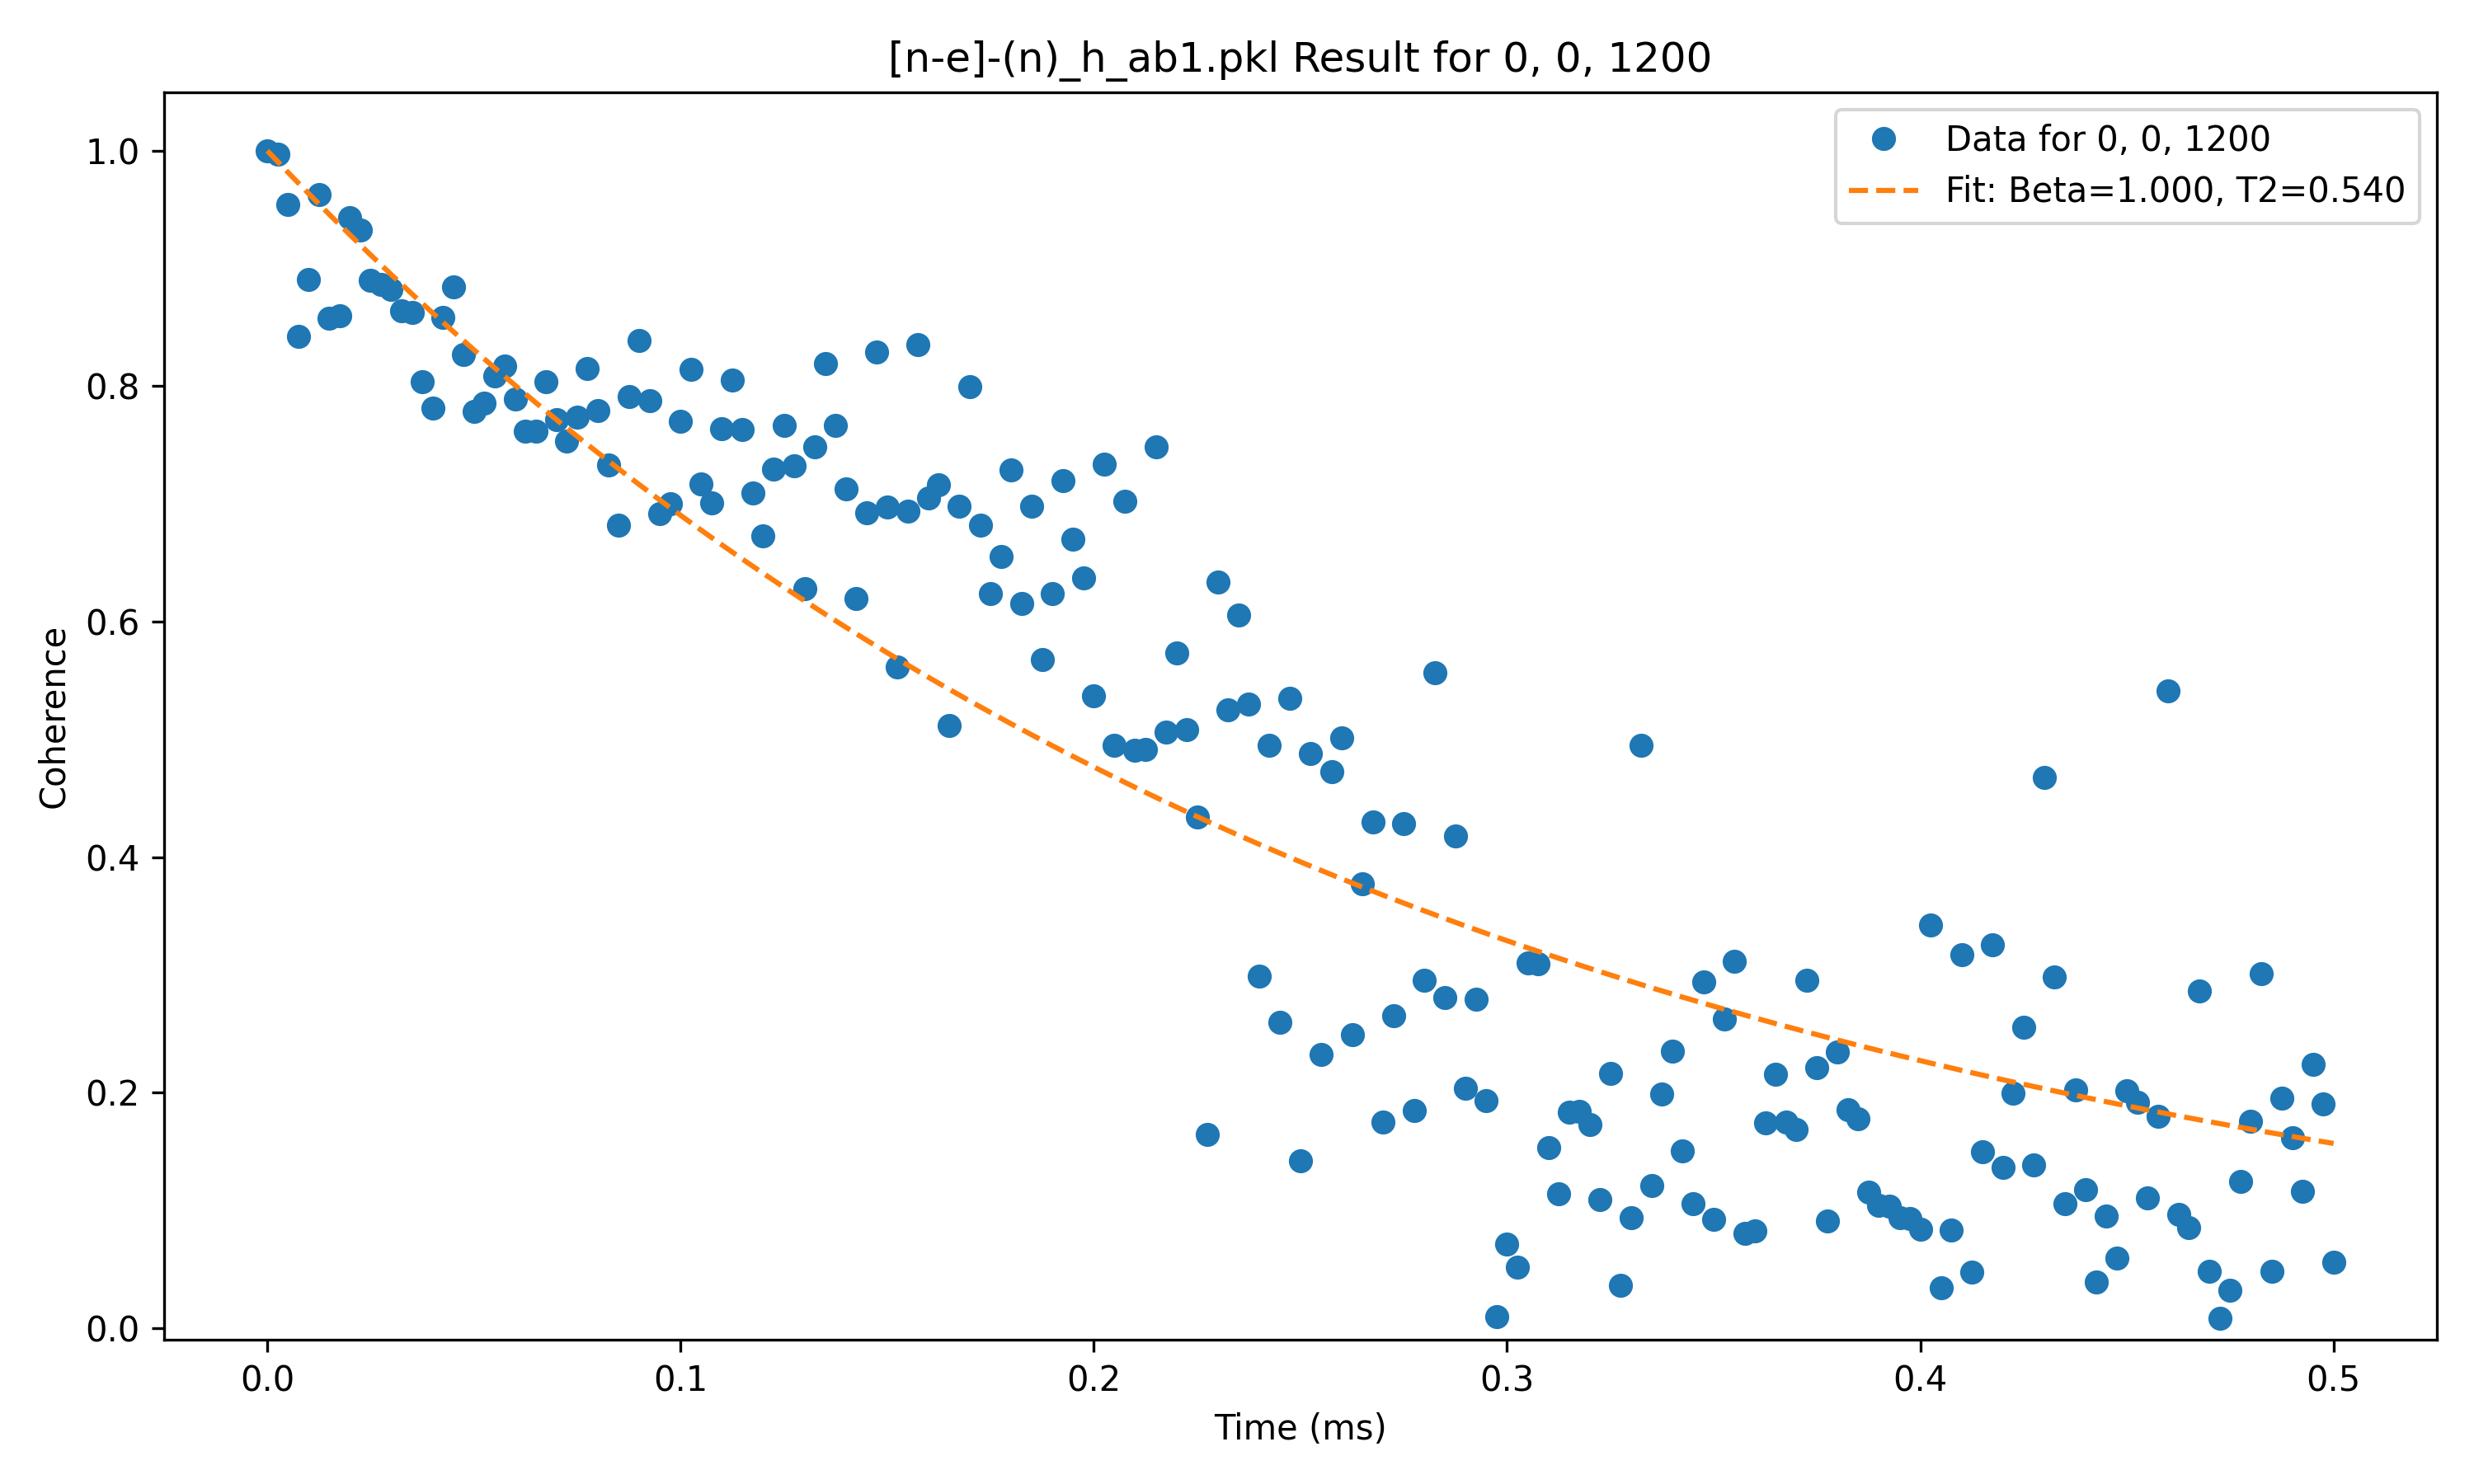 [n-e]-(n)_h_ab1.pkl Result for 0, 0, 1200
Data for 0, 0, 1200
Fit: Beta=1.000, T2=0.540
Coherence
1.0
0.8
0.6
0.4
0.2
0.0
0.0 0.1 0.2 0.3 0.4 0.5
Time (ms)